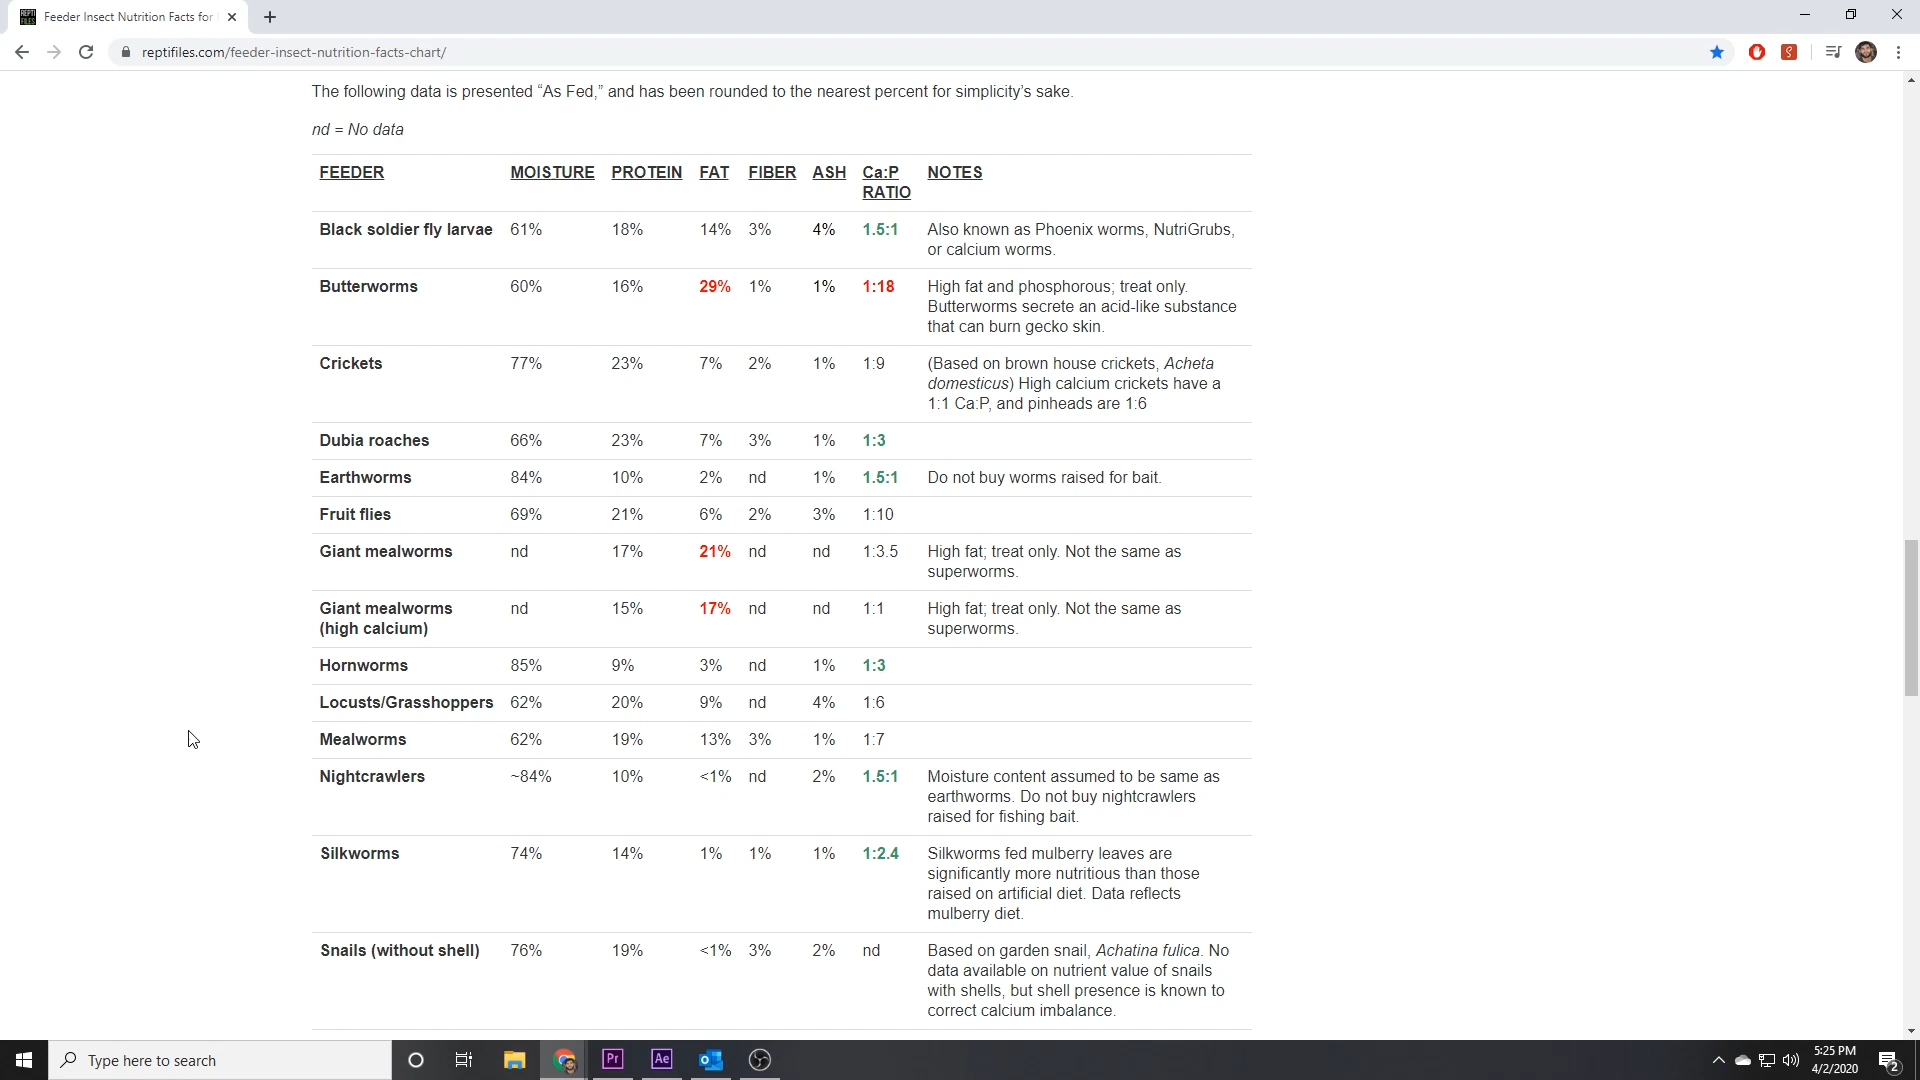 Feeder Insect Nutrition Facts for
reptifiles.com/feeder-insect-nutrition-facts-chart/
The following data is presented “As Fed,” and has been rounded to the nearest percent for simplicity’s sake.
nd = No data
FEEDER MOISTURE PROTEIN FAT FIBER ASH Ca:P RATIO NOTES
Black soldier fly larvae 61% 18% 14% 3% 4% 1.5:1 Also known as Phoenix worms, NutriGrubs,
or calcium worms.
Butterworms 60% 16% 29% 1% 1% 1:18 High fat and phosphorous; treat only.
Butterworms secrete an acid-like substance
that can burn gecko skin.
Crickets 77% 23% 7% 2% 1% 1:9 (Based on brown house crickets, Acheta
domesticus) High calcium crickets have a
1:1 Ca:P, and pinheads are 1:6
Dubia roaches 66% 23% 7% 3% 1% 1:3
Earthworms 84% 10% 2% nd 1% 1.5:1 Do not buy worms raised for bait.
Fruit flies 69% 21% 6% 2% 3% 1:10
Giant mealworms nd 17% 21% nd nd 1:3.5 High fat; treat only. Not the same as
superworms.
Giant mealworms nd 15% 17% nd nd 1:1 High fat; treat only. Not the same as
(high calcium) superworms.
Hornworms 85% 9% 3% nd 1% 1:3
Locusts/Grasshoppers 62% 20% 9% nd 4% 1:6
Mealworms 62% 19% 13% 3% 1% 1:7
Nightcrawlers ~84% 10% <1% nd 2% 1.5:1 Moisture content assumed to be same as
earthworms. Do not buy nightcrawlers
raised for fishing bait.
Silkworms 74% 14% 1% 1% 1% 1:2.4 Silkworms fed mulberry leaves are
significantly more nutritious than those
raised on artificial diet. Data reflects
mulberry diet.
Snails (without shell) 76% 19% <1% 3% 2% nd Based on garden snail, Achatina fulica. No
data available on nutrient value of snails
with shells, but shell presence is known to
correct calcium imbalance.
Type here to search
Pr
Ae
5:25 PM
4/2/2020
2